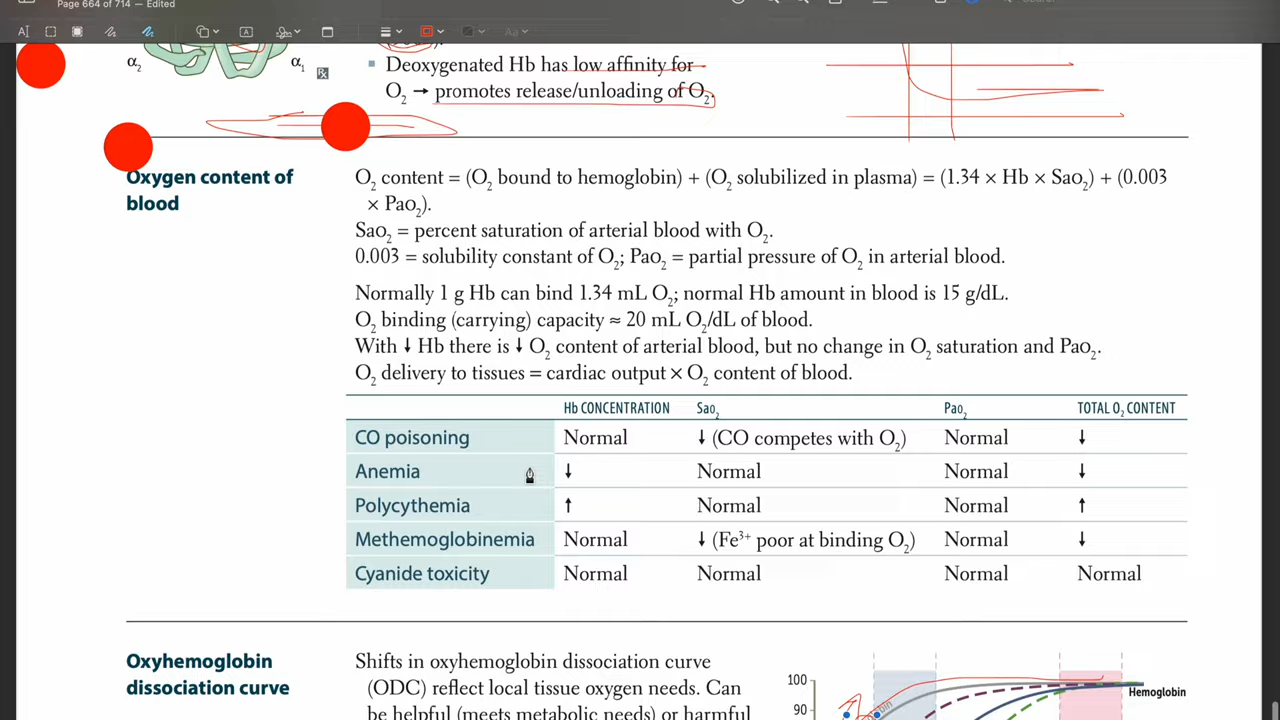 Page 664 of 714 — Edited
α2
α1
Deoxygenated Hb has low affinity for
O2 → promotes release/unloading of O2.
Oxygen content of
blood
O2 content = (O2 bound to hemoglobin) + (O2 solubilized in plasma) = (1.34 × Hb × Sao2) + (0.003
× Pao2).
Sao2 = percent saturation of arterial blood with O2.
0.003 = solubility constant of O2; Pao2 = partial pressure of O2 in arterial blood.
Normally 1 g Hb can bind 1.34 mL O2; normal Hb amount in blood is 15 g/dL.
O2 binding (carrying) capacity ≈ 20 mL O2/dL of blood.
With ↓ Hb there is ↓ O2 content of arterial blood, but no change in O2 saturation and Pao2.
O2 delivery to tissues = cardiac output × O2 content of blood.
Hb CONCENTRATION Sao2 Pao2 TOTAL O2 CONTENT
CO poisoning Normal ↓ (CO competes with O2) Normal ↓
Anemia ↓ Normal Normal ↓
Polycythemia ↑ Normal Normal ↑
Methemoglobinemia Normal ↓ (Fe3+ poor at binding O2) Normal ↓
Cyanide toxicity Normal Normal Normal Normal
Oxyhemoglobin
dissociation curve
Shifts in oxyhemoglobin dissociation curve
(ODC) reflect local tissue oxygen needs. Can
be helpful (meets metabolic needs) or harmful
100
90
Hemoglobin